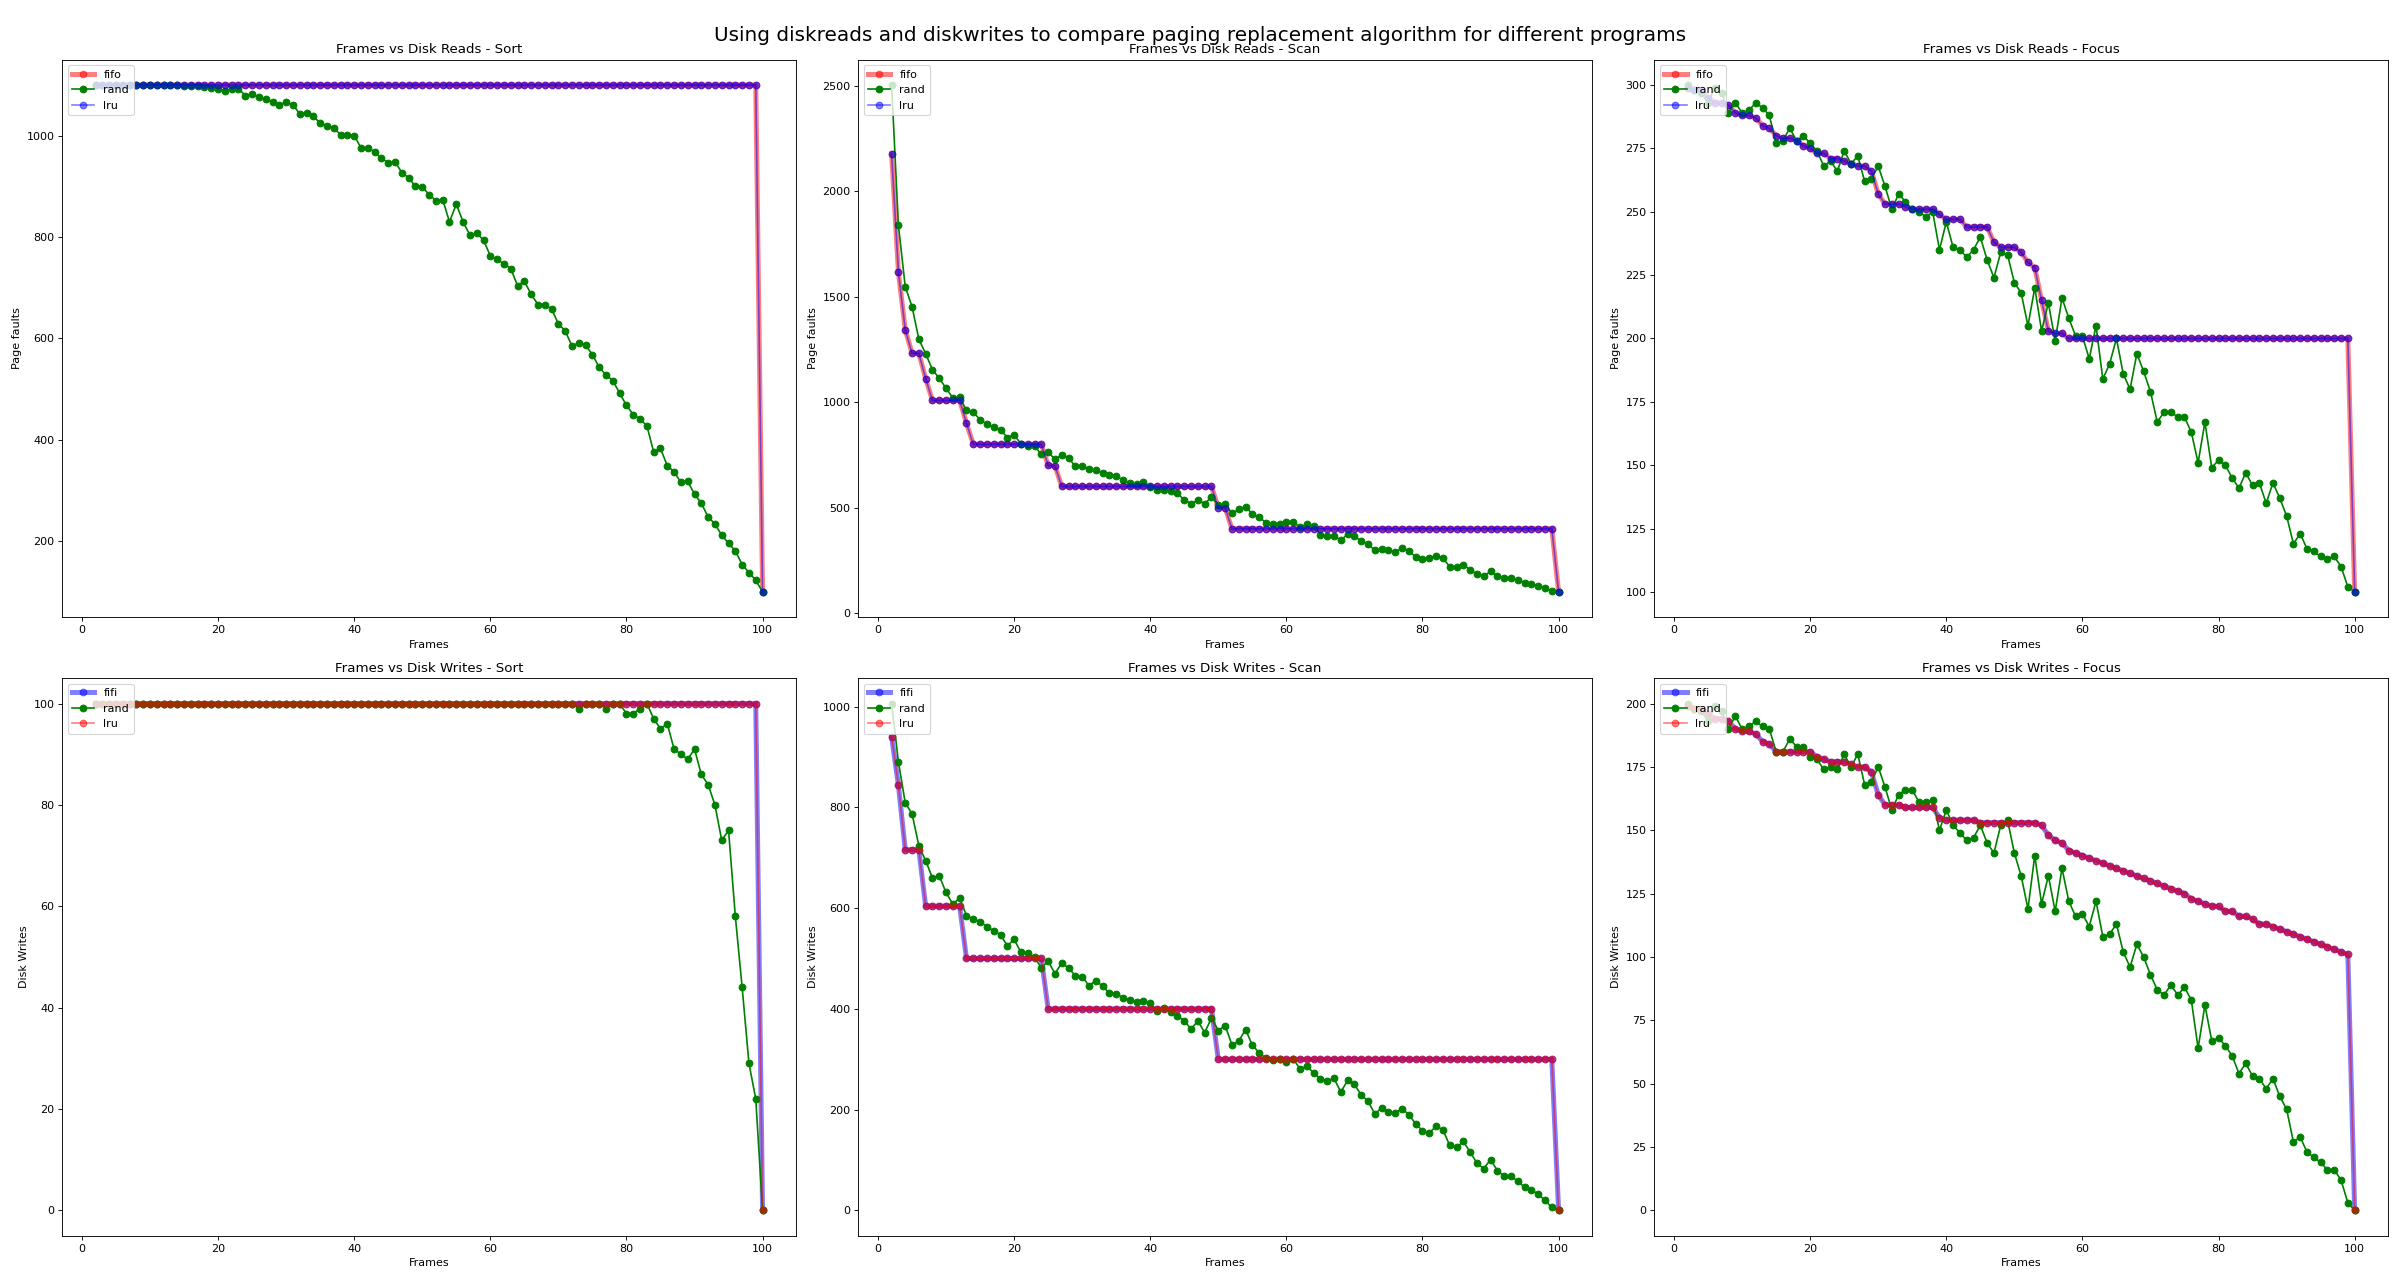 Using diskreads and diskwrites to compare paging replacement algorithm for different programs
Frames vs Disk Reads - Sort
fifo
rand
lru
Page faults
1000
800
600
400
200
0 20 40 60 80 100
Frames
Frames vs Disk Reads - Scan
fifo
rand
lru
Page faults
2500
2000
1500
1000
500
0
0 20 40 60 80 100
Frames
Frames vs Disk Reads - Focus
fifo
rand
lru
Page faults
300
275
250
225
200
175
150
125
100
0 20 40 60 80 100
Frames
Frames vs Disk Writes - Sort
fifi
rand
lru
Disk Writes
100
80
60
40
20
0
0 20 40 60 80 100
Frames
Frames vs Disk Writes - Scan
fifi
rand
lru
Disk Writes
1000
800
600
400
200
0
0 20 40 60 80 100
Frames
Frames vs Disk Writes - Focus
fifi
rand
lru
Disk Writes
200
175
150
125
100
75
50
25
0
0 20 40 60 80 100
Frames